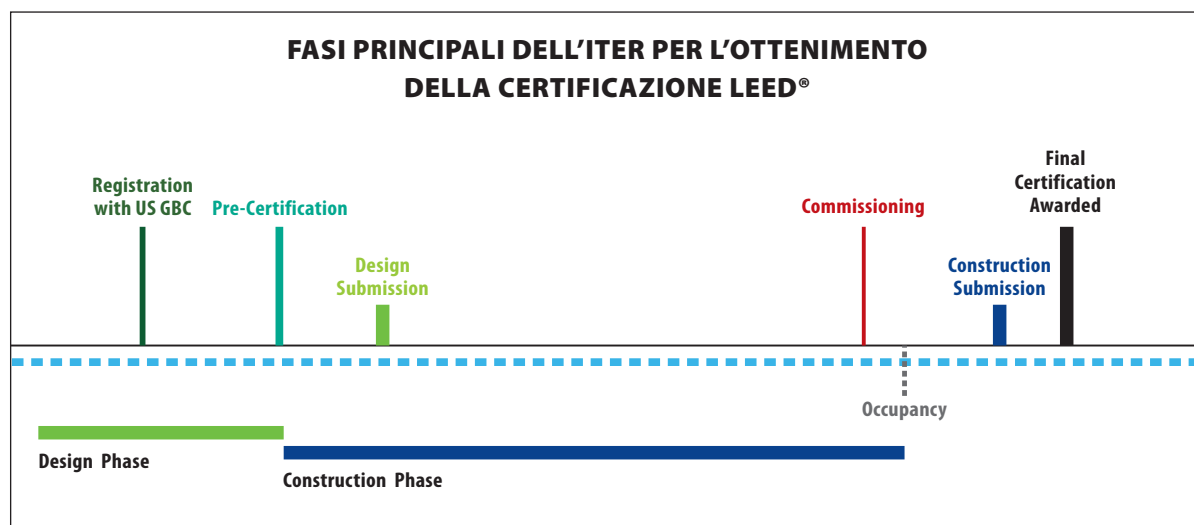 FASI PRINCIPALI DELL’ITER PER L’OTTENIMENTO
DELLA CERTIFICAZIONE LEED®
Registration
with US GBC
Pre-Certification
Design
Submission
Commissioning
Construction
Submission
Final
Certification
Awarded
Occupancy
Design Phase
Construction Phase